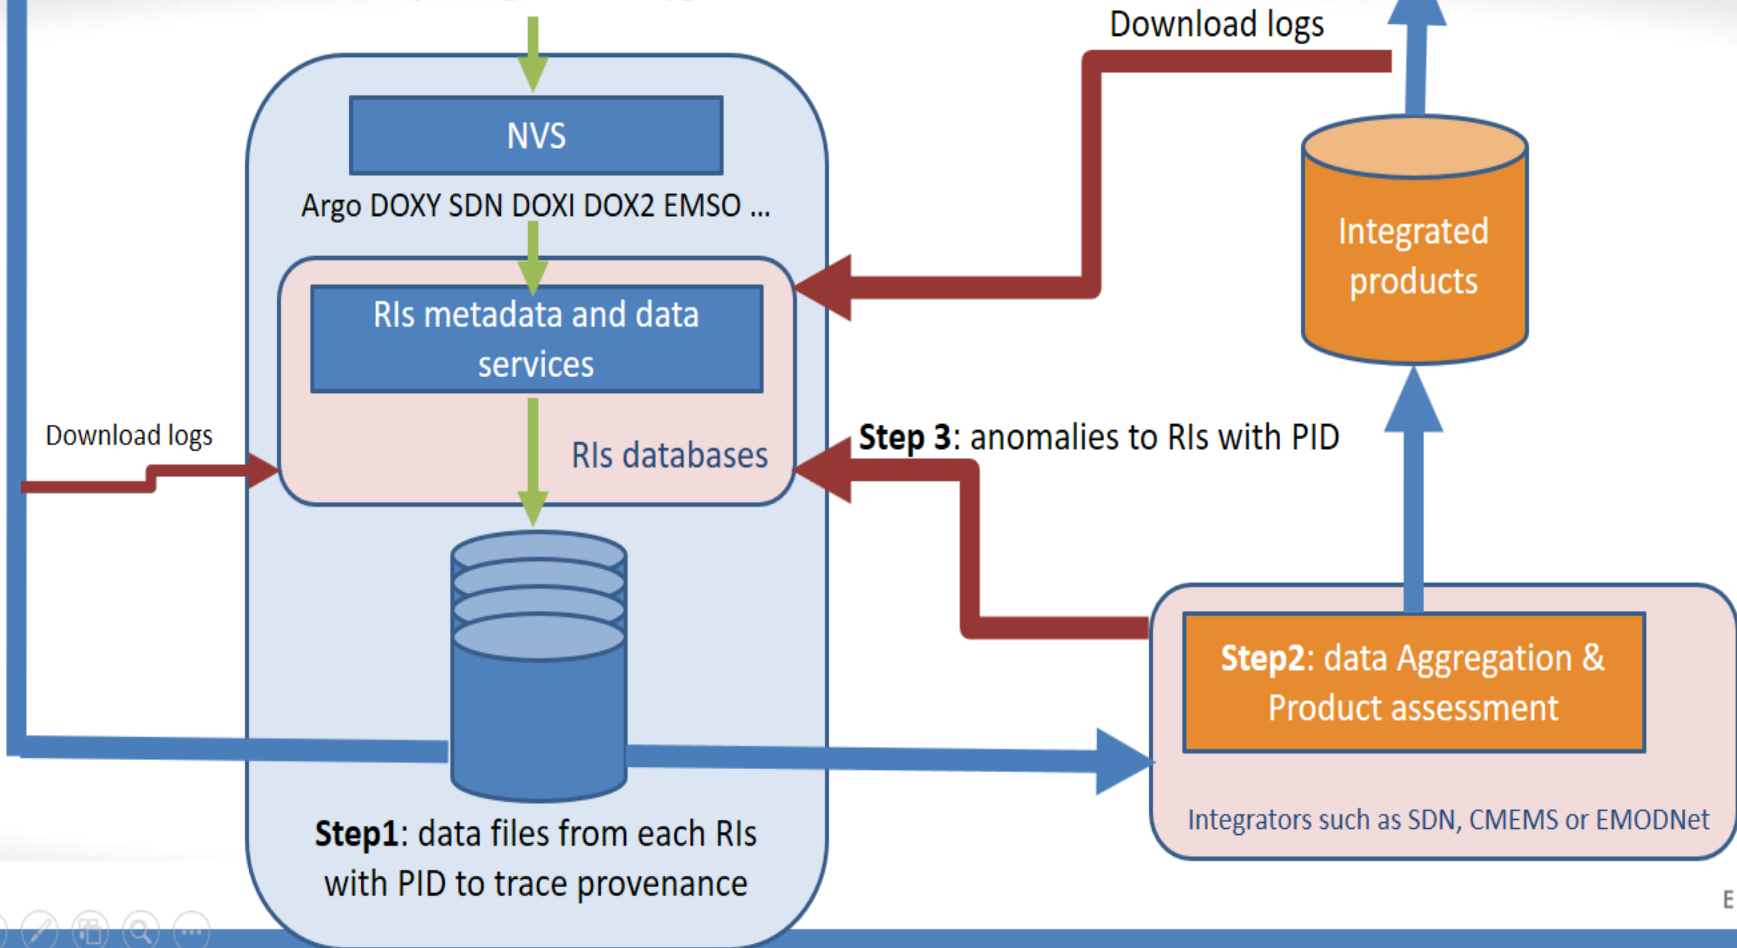 Download logs
NVS
Argo DOXY SDN DOXI DOX2 EMSO ...
Integrated
products
RIs metadata and data
services
Download logs
RIs databases
Step 3: anomalies to RIs with PID
Step2: data Aggregation &
Product assessment
Integrators such as SDN, CMEMS or EMODNet
Step1: data files from each RIs
with PID to trace provenance
E